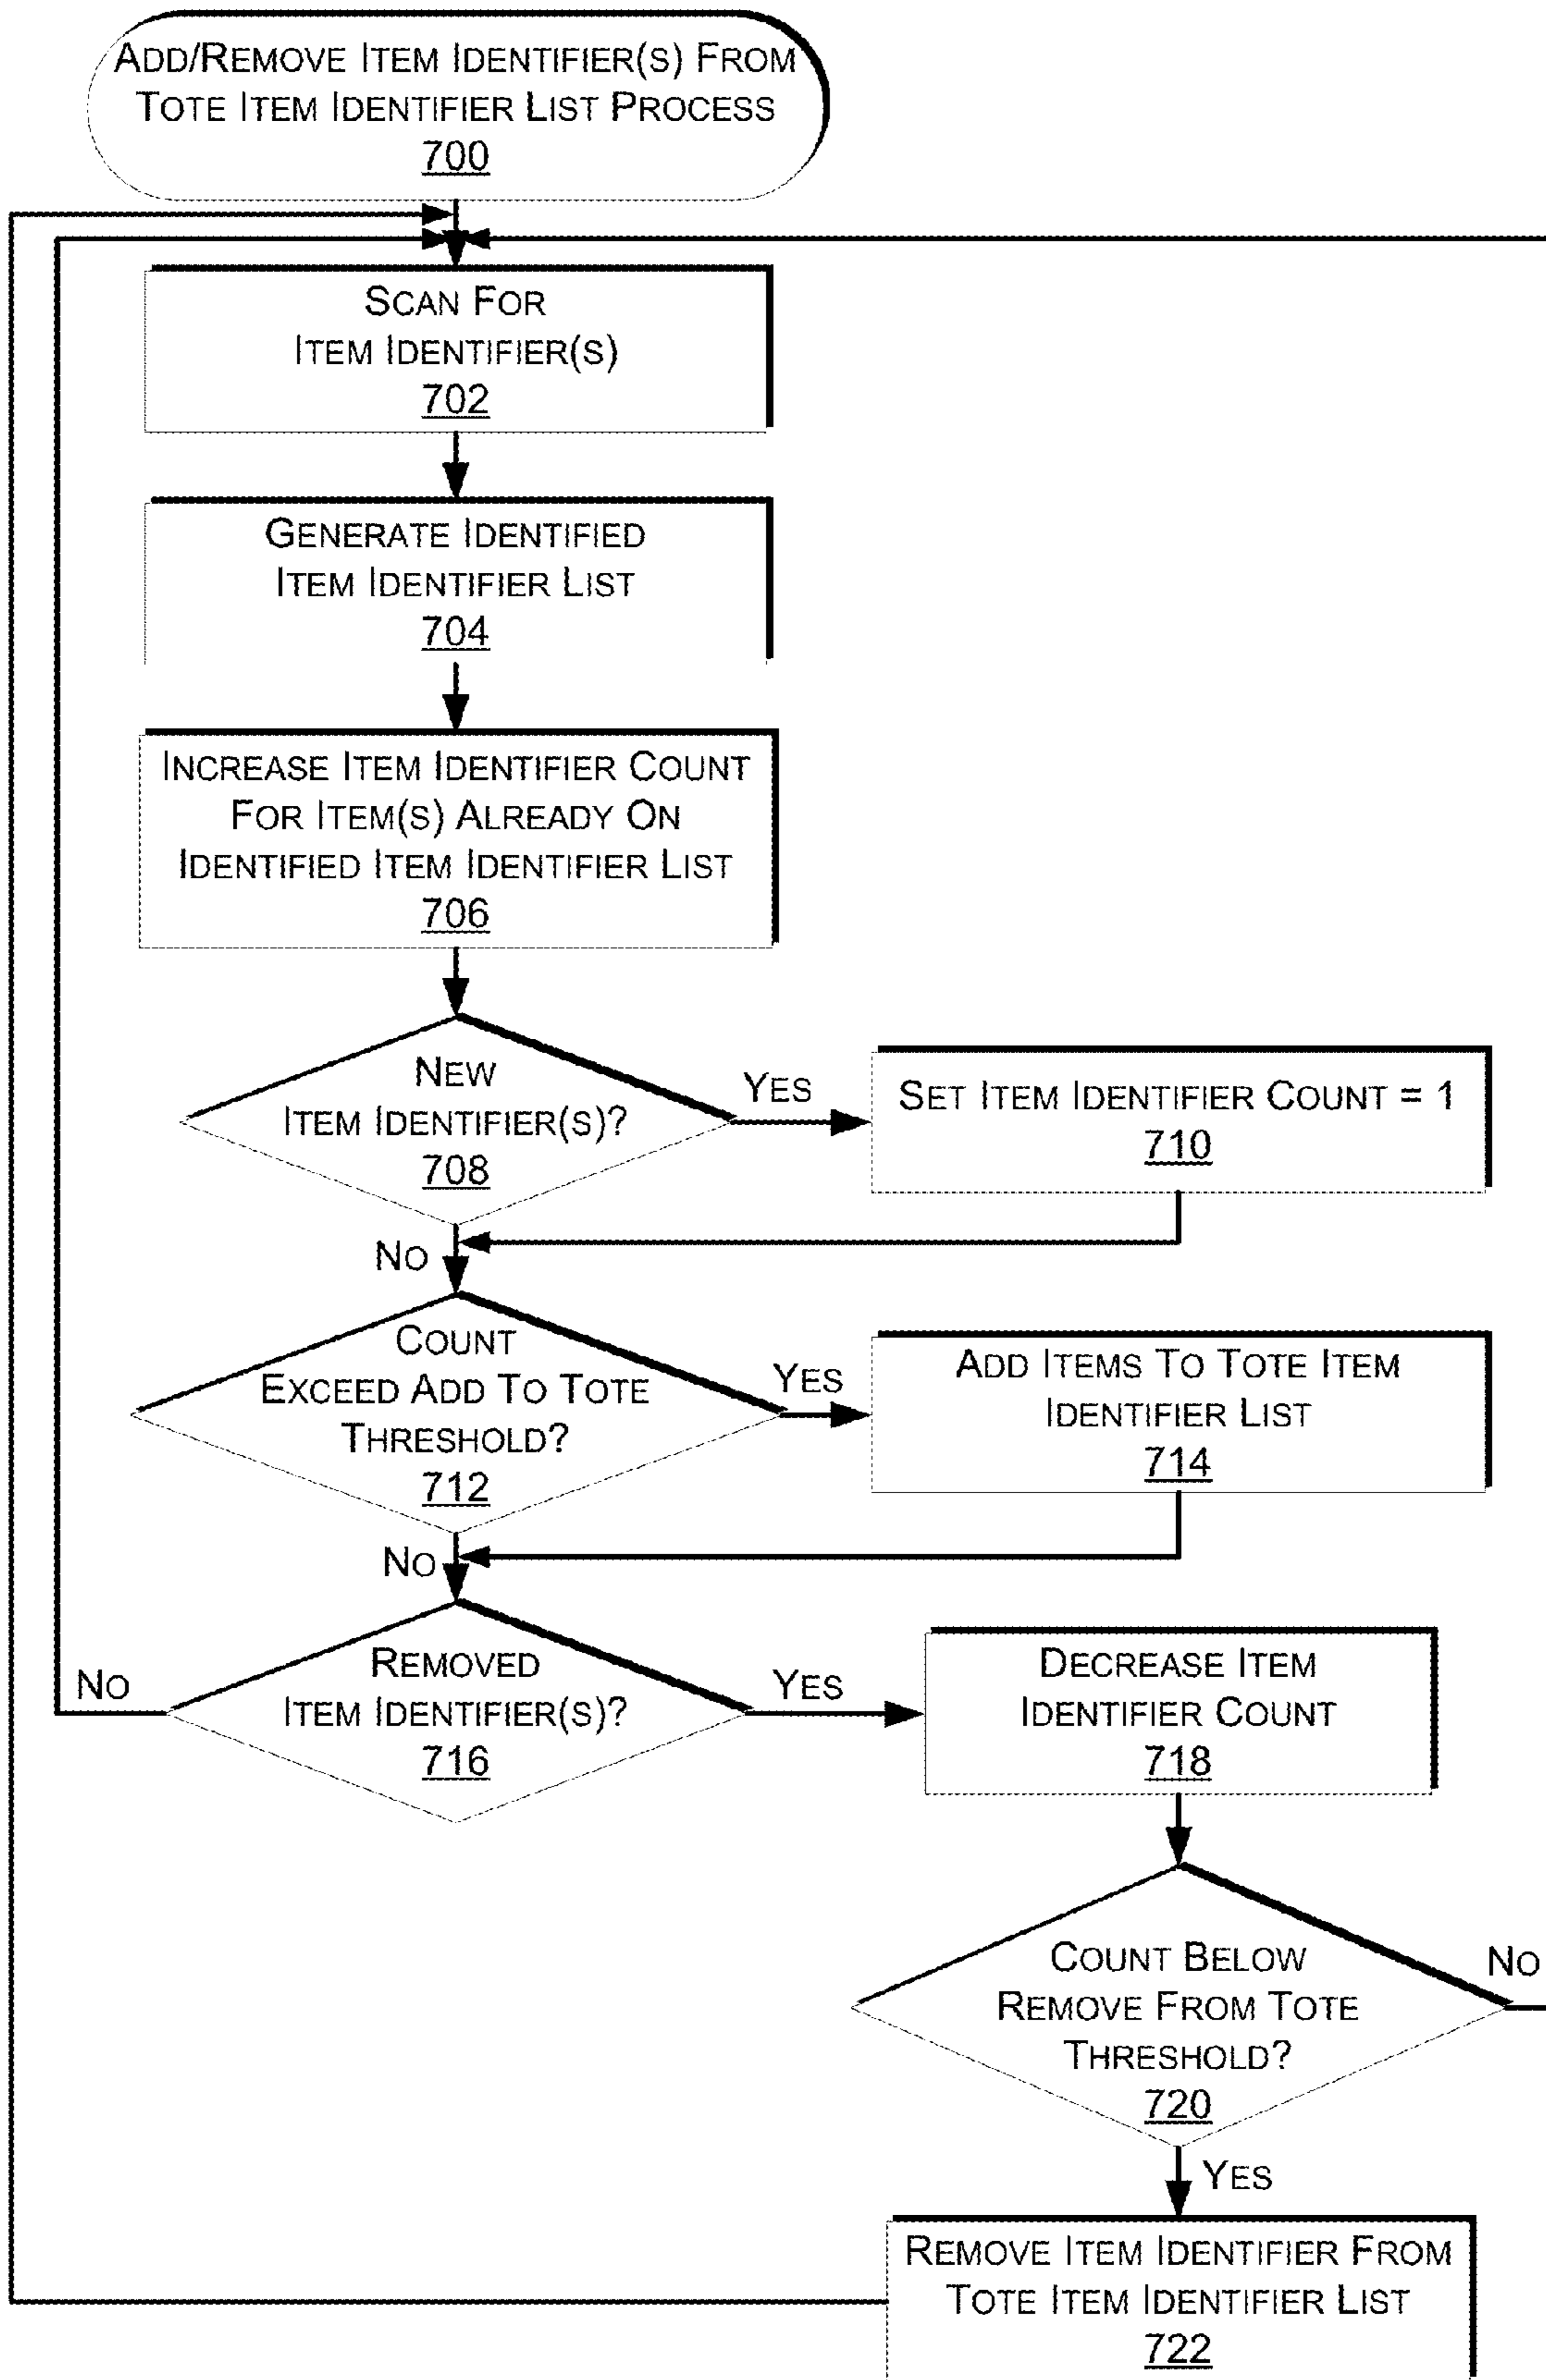 ADD/REMOVE ITEM IDENTIFIER(S) FROM
TOTE ITEM IDENTIFIER LIST PROCESS
700
SCAN FOR
ITEM IDENTIFIER(S)
702
GENERATE IDENTIFIED
ITEM IDENTIFIER LIST
704
INCREASE ITEM IDENTIFIER COUNT
FOR ITEM(S) ALREADY ON
IDENTIFIED ITEM IDENTIFIER LIST
706
NEW
ITEM IDENTIFIER(S)?
708
YES
SET ITEM IDENTIFIER COUNT = 1
710
NO
COUNT
EXCEED ADD TO TOTE
THRESHOLD?
712
YES
ADD ITEMS TO TOTE ITEM
IDENTIFIER LIST
714
NO
REMOVED
ITEM IDENTIFIER(S)?
716
NO
YES
DECREASE ITEM
IDENTIFIER COUNT
718
COUNT BELOW
REMOVE FROM TOTE
THRESHOLD?
720
NO
YES
REMOVE ITEM IDENTIFIER FROM
TOTE ITEM IDENTIFIER LIST
722